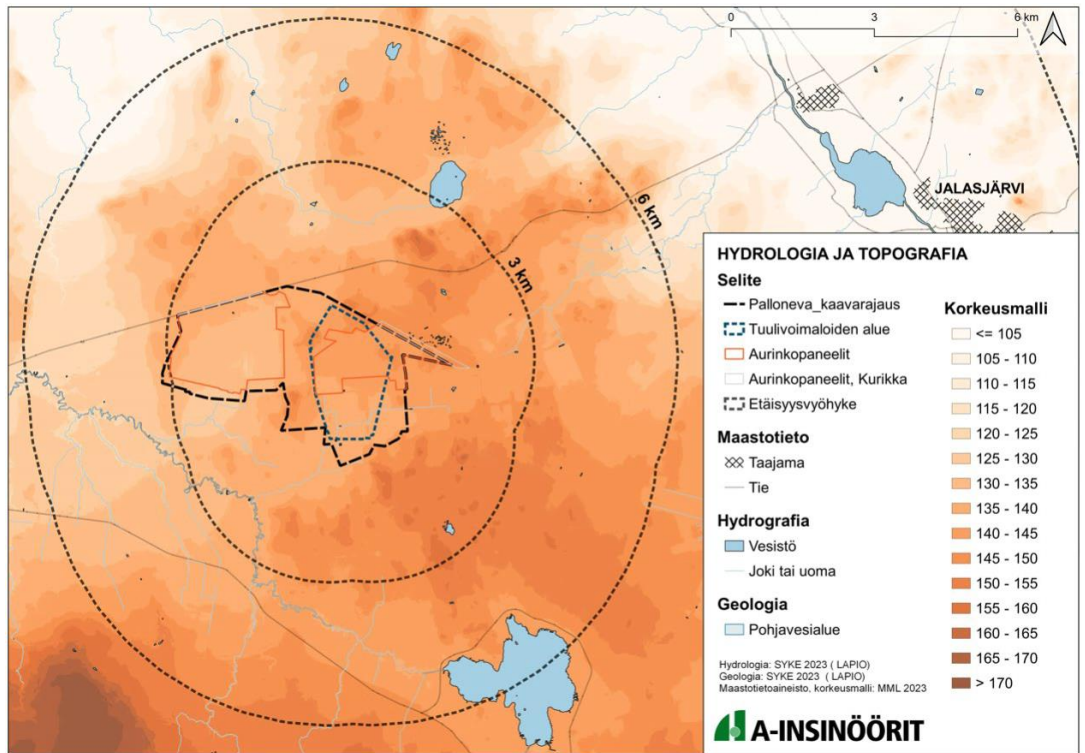 0 3 6 km
JALASJÄRVI
6 km
3 km
HYDROLOGIA JA TOPOGRAFIA
Selite
Palloneva_kaavarajaus
Tuulivoimaloiden alue
Aurinkopaneelit
Aurinkopaneelit, Kurikka
Etäisyysvyöhyke
Maastotieto
Taajama
Tie
Hydrografia
Vesistö
Joki tai uoma
Geologia
Pohjavesialue
Korkeusmalli
<= 105
105 - 110
110 - 115
115 - 120
120 - 125
125 - 130
130 - 135
135 - 140
140 - 145
145 - 150
150 - 155
155 - 160
160 - 165
165 - 170
> 170
Hydrologia: SYKE 2023 ( LAPIO)
Geologia: SYKE 2023 ( LAPIO)
Maastotietoaineisto, korkeusmalli: MML 2023
A-INSINÖÖRIT